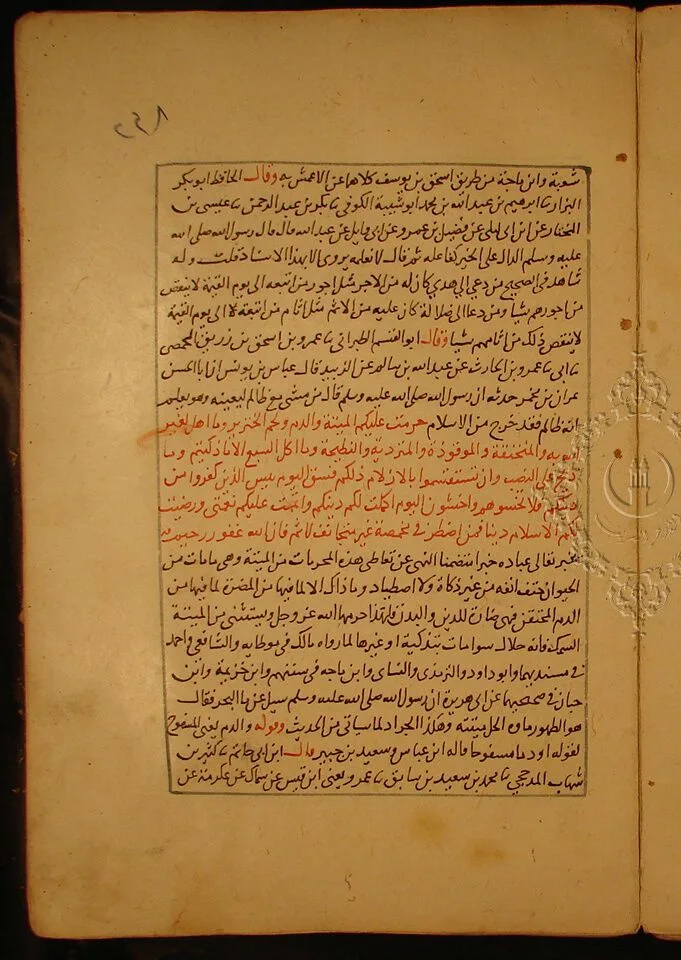 ٢٤٨
شعبة وابن ماجة من طريق اسحق بن يوسف كلاهما عن الاعمش به وقال الحافظ ابو بكر
البزار ثنا ابرهيم بن عبد الله بن محمد ابو شيبة الكوفي ثنا بكر بن عبد الرحمن ثنا عيسى بن
المختار عن ابن ابي ليلى عن فضيل بن عمرو عن ابي وايل عن عبد الله قال قال رسول الله صلى الله
عليه وسلم الدال على الخير كفاعله ثم قال لا نعلمه يروى الا بهذا الاسناد قلت وله
شاهد في الصحيح من دعي الي هدي كان له من الاجر مثل اجور من اتبعه الى يوم القيمة لا ينقص
من اجورهم شيا ومن دعا الى ضلالة كان عليه من الاثم مثل اثام من اتبعه الا الى يوم القيمة
لا ينقص ذلك من اثامهم شيا وقال ابو القسم الطبراني ثنا عمرو بن اسحق بن زريق الحمصي
ثنا ابي ثنا عمرو بن الحارث عن عبد الله بن سالم عن الزبيد قال عباس بن يونس ان ابا الحسن
عمران بن مخمر حدثه ان رسول الله صلى الله عليه وسلم قال من مشى مع ظالم ليعينه وهو يعلم
انه ظالم فقد خرج من الاسلام حرمت عليكم الميتة والدم ولحم الخنزير وما اهل لغير
الله به والمنخنقة والموقوذة والمتردية والنطيحة وما اكل السبع الا ما ذكيتم وما
ذبح على النصب وان تستقسموا بالازلام ذلكم فسق اليوم ييس الذين كفروا من
دينكم فلا تخشوهم واخشون اليوم اكملت لكم دينكم واتممت عليكم نعمتي ورضيت
لكم الاسلام دينا فمن اضطر في مخمصة غير متجانف لاثم فان الله غفور رحيم
يخبر تعالى عباده خبرا متضمنا النهي عن تعاطي هذه المحرمات من الميتة وهي ما مات من
الحيوان حتف انفه من غير ذكاة ولا اصطياد وما ذاك الا لما فيها من المضرة لما فيها من
الدم المحتقن فهي ضارة للدين والبدن فلهذا حرمها الله عز وجل ويستثنى من الميتة
السمك فانه حلال سوا مات بتذكية او غيرها لما رواه مالك في موطايه والشافعي واحمد
في مسنديهما وابو داود والترمذي والنساي وابن ماجه في سننهم وابن خزيمة وابن
حبان في صحيحيهما عن ابي هريرة ان رسول الله صلى الله عليه وسلم سيل عن ما البحر فقال
هو الطهور ماوه الحل ميتته وهكذا الجراد لما سياتي من الحديث وقوله والدم يعني المسفوح
لقوله او دما مسفوحا قاله ابن عباس وسعيد بن جبير قال ابن ابي حاتم ثنا كثير بن
شهاب المدحجي ثنا محمد بن سعيد بن سابق ثنا عمرو يعني ابن قيس عن سماك عن عكرمة عن